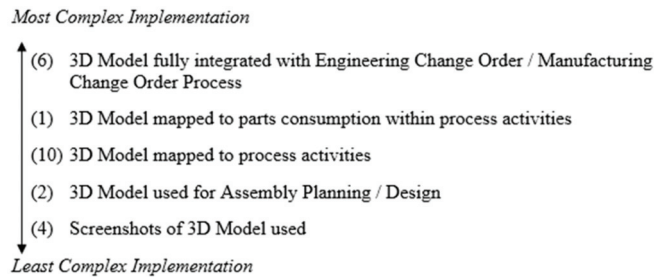 Most Complex Implementation
(6) 3D Model fully integrated with Engineering Change Order / Manufacturing
Change Order Process
(1) 3D Model mapped to parts consumption within process activities
(10) 3D Model mapped to process activities
(2) 3D Model used for Assembly Planning / Design
(4) Screenshots of 3D Model used
Least Complex Implementation